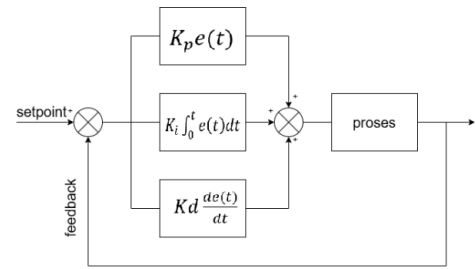 K_p e(t)
+
setpoint +
K_i ∫_0^t e(t)dt
+
proses
+
feedback
Kd de(t)/dt